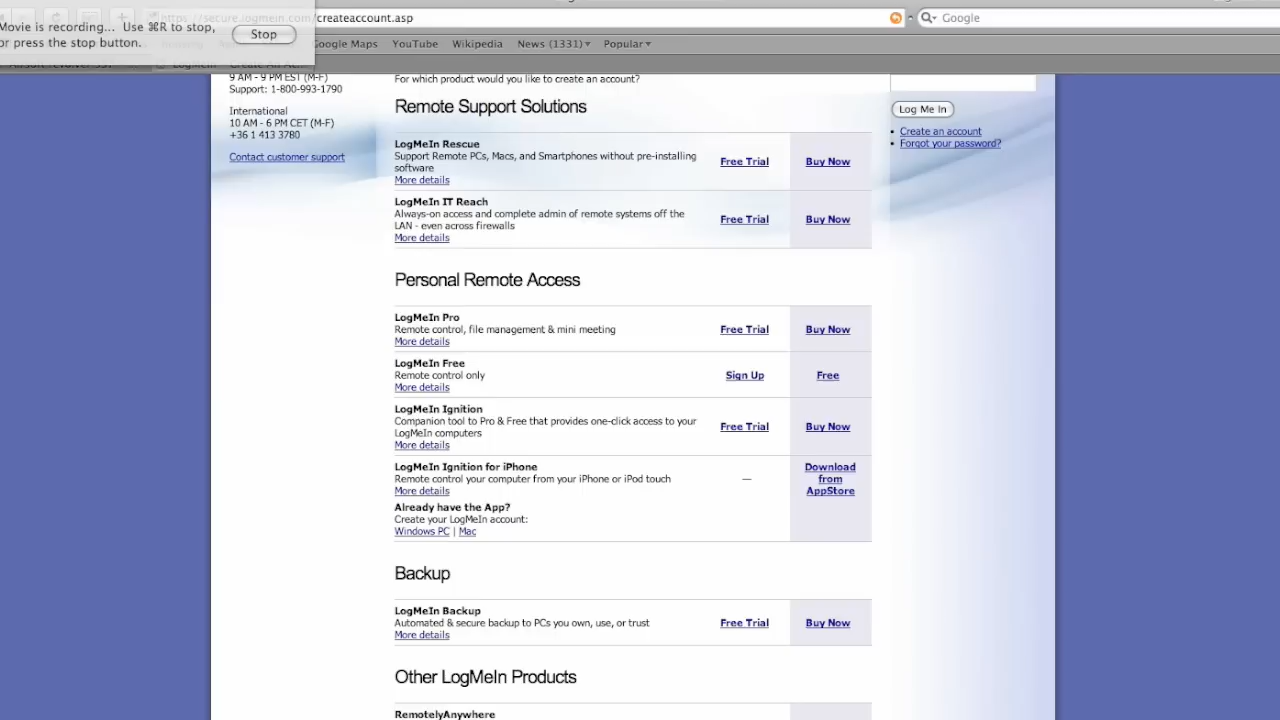 Movie is recording... Use ⌘R to stop,
or press the stop button.
Stop
https://secure.logmein.com/createaccount.asp
Google
Google Maps
YouTube
Wikipedia
News (1331)
Popular
9 AM - 9 PM EST (M-F)
Support: 1-800-993-1790
International
10 AM - 6 PM CET (M-F)
+36 1 413 3780
Contact customer support
For which product would you like to create an account?
Remote Support Solutions
LogMeIn Rescue
Support Remote PCs, Macs, and Smartphones without pre-installing
software
More details
Free Trial
Buy Now
LogMeIn IT Reach
Always-on access and complete admin of remote systems off the
LAN - even across firewalls
More details
Free Trial
Buy Now
Personal Remote Access
LogMeIn Pro
Remote control, file management & mini meeting
More details
Free Trial
Buy Now
LogMeIn Free
Remote control only
More details
Sign Up
Free
LogMeIn Ignition
Companion tool to Pro & Free that provides one-click access to your
LogMeIn computers
More details
Free Trial
Buy Now
LogMeIn Ignition for iPhone
Remote control your computer from your iPhone or iPod touch
More details
—
Download
from
AppStore
Already have the App?
Create your LogMeIn account:
Windows PC | Mac
Backup
LogMeIn Backup
Automated & secure backup to PCs you own, use, or trust
More details
Free Trial
Buy Now
Other LogMeIn Products
RemotelyAnywhere
Log Me In
Create an account
Forgot your password?